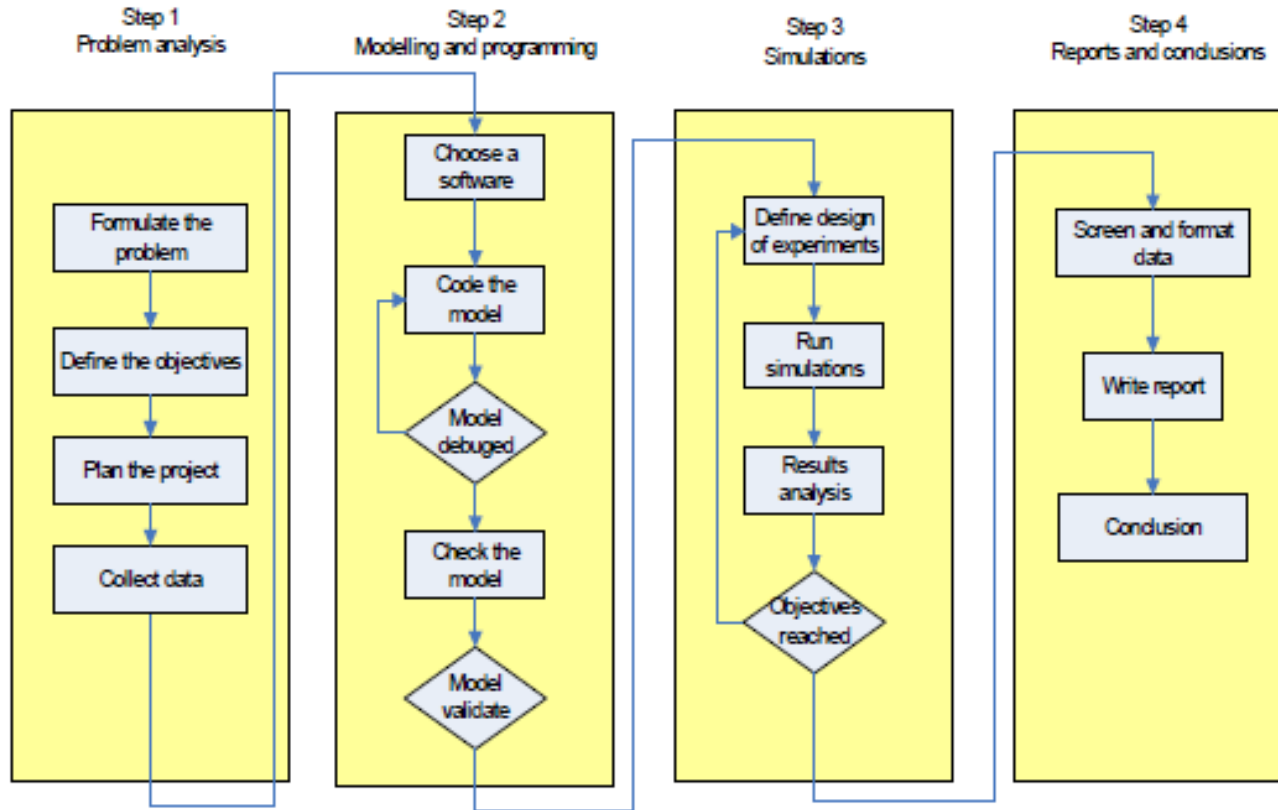 Step 1
Problem analysis
Formulate the
problem
Define the objectives
Plan the project
Collect data
Step 2
Modelling and programming
Choose a
software
Code the
model
Model
debuged
Check the
model
Model
validate
Step 3
Simulations
Define design
of experiments
Run
simulations
Results
analysis
Objectives
reached
Step 4
Reports and conclusions
Screen and format
data
Write report
Conclusion